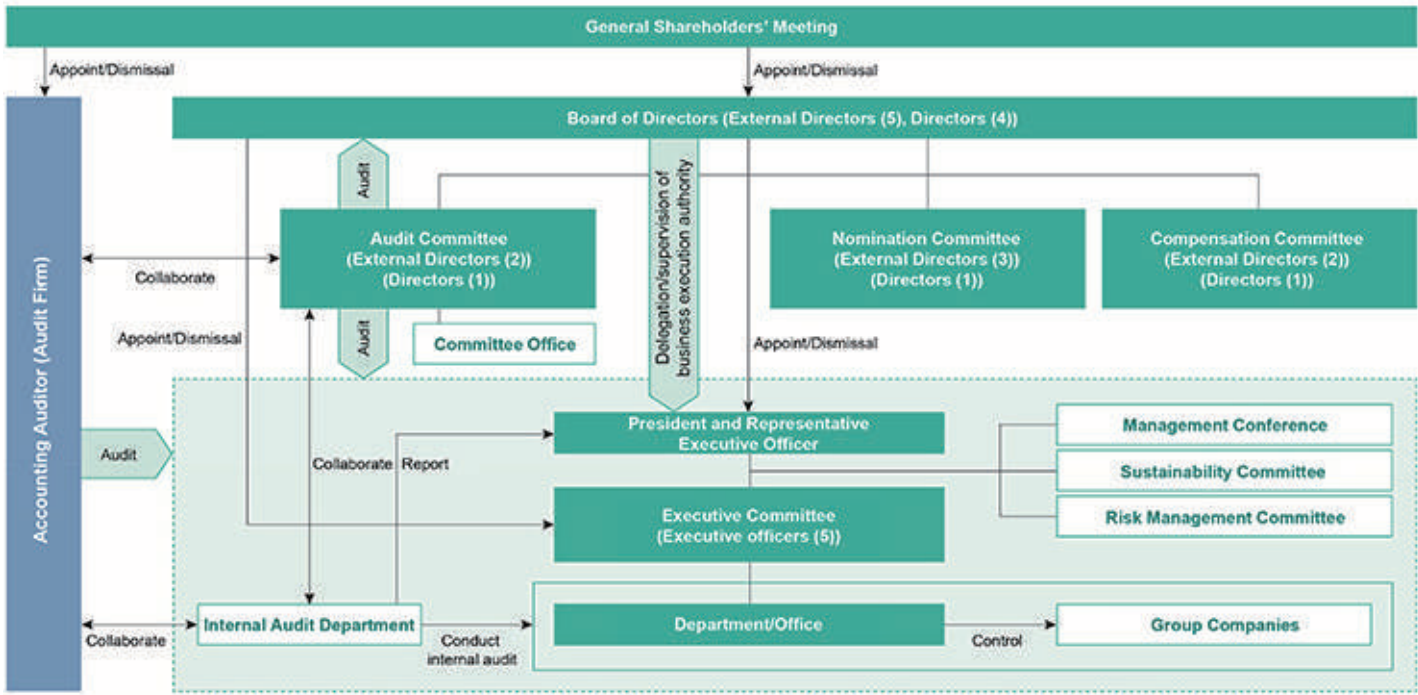 General Shareholders' Meeting
Appoint/Dismissal
Appoint/Dismissal
Board of Directors (External Directors (5), Directors (4))
Accounting Auditor (Audit Firm)
Audit
Delegation/supervision of
business execution authority
Audit Committee
(External Directors (2))
(Directors (1))
Nomination Committee
(External Directors (3))
(Directors (1))
Compensation Committee
(External Directors (2))
(Directors (1))
Collaborate
Appoint/Dismissal
Audit
Committee Office
Appoint/Dismissal
President and Representative
Executive Officer
Management Conference
Audit
Collaborate
Report
Sustainability Committee
Executive Committee
(Executive officers (5))
Risk Management Committee
Collaborate
Internal Audit Department
Conduct
internal audit
Department/Office
Control
Group Companies